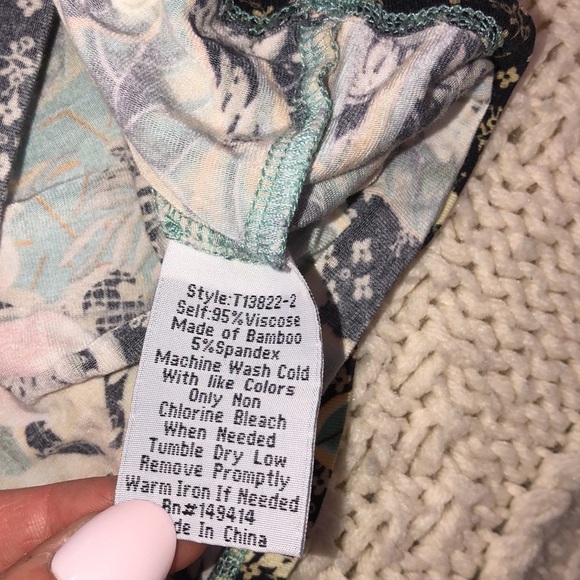 Style:T13822-2
Self:95%Viscose
Made of Bamboo
5%Spandex
Machine Wash Cold
With like Colors
Only Non
Chlorine Bleach
When Needed
Tumble Dry Low
Remove Promptly
Warm Iron If Needed
Rn#149414
In China